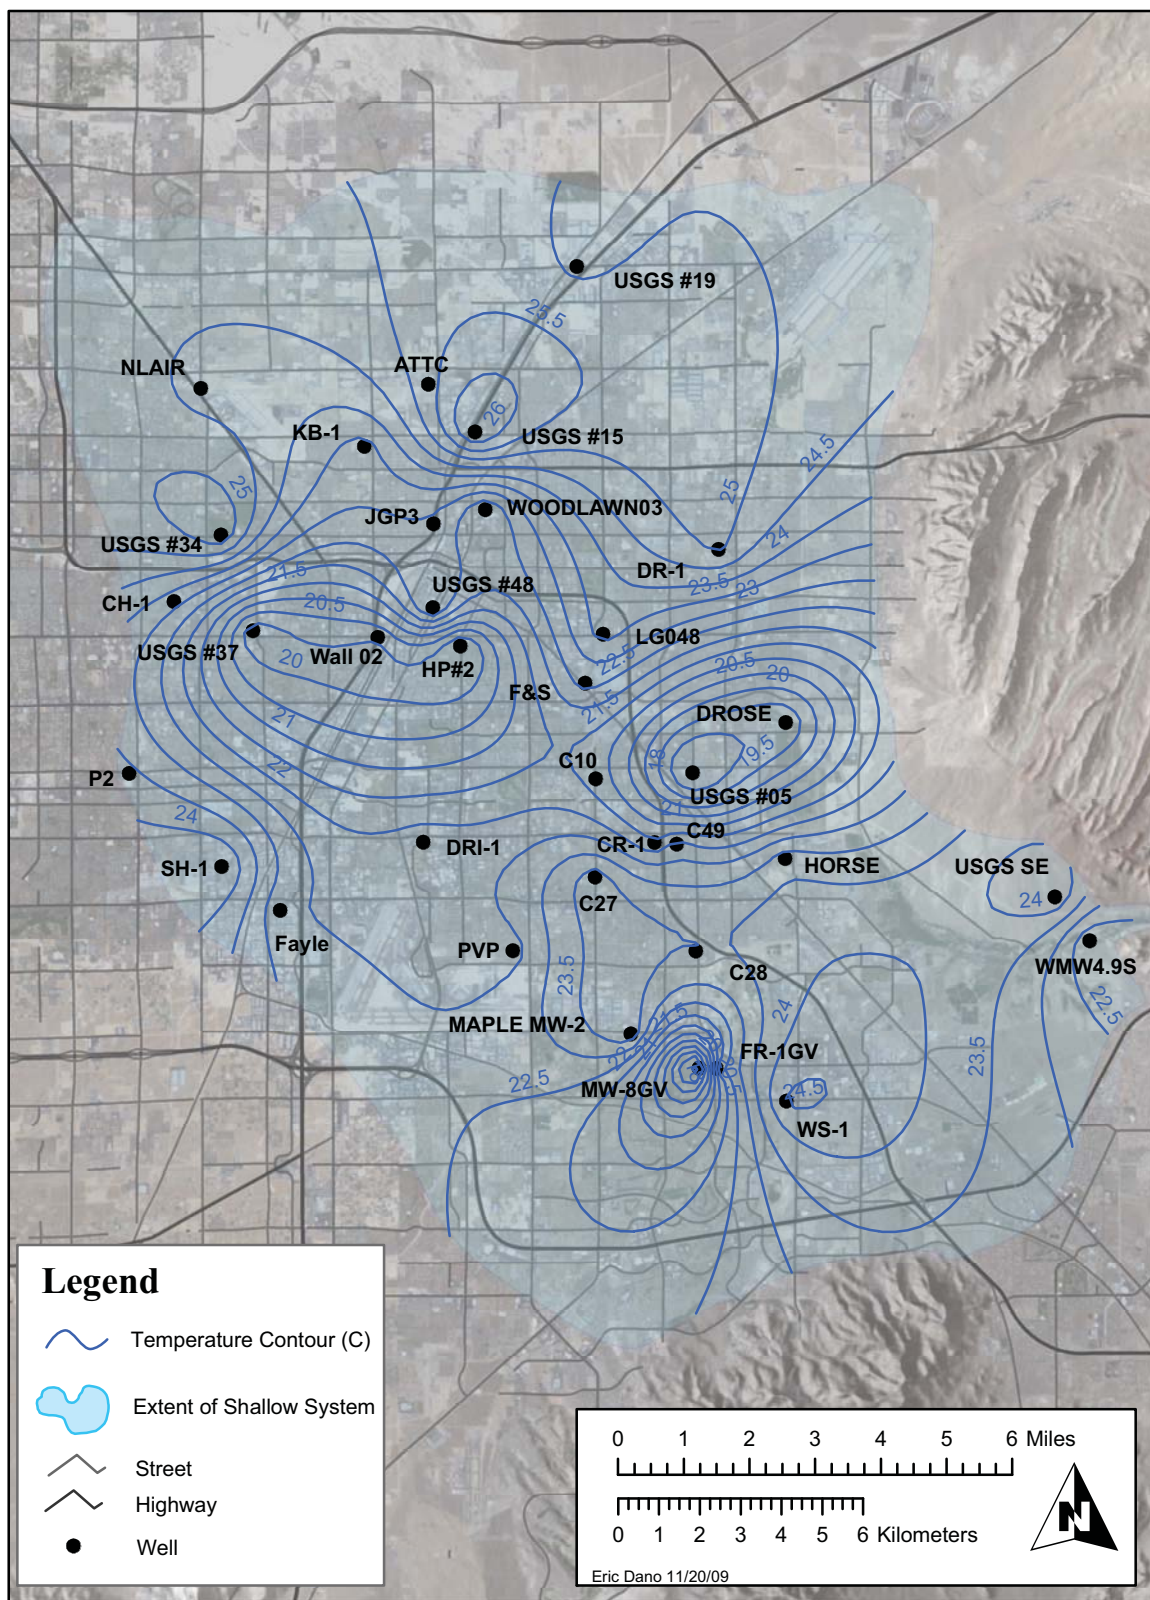 USGS #19
25.5
NLAIR
ATTC
26
KB-1
USGS #15
24.5
25
25
JGP3
WOODLAWN03
USGS #34
24
DR-1
21.5
23.5
23
CH-1
20.5
USGS #48
USGS #37
20
Wall 02
HP#2
LG048
22.5
20.5
20
F&S
21.5
DROSE
21
18
19.5
22
C10
P2
USGS #05
21
24
DRI-1
CR-1
C49
SH-1
HORSE
USGS SE
24
C27
Fayle
PVP
C28
WMW4.9S
23.5
24
22.5
MAPLE MW-2
21.5
FR-1GV
23.5
22.5
MW-8GV
24.5
WS-1
Legend
Temperature Contour (C)
Extent of Shallow System
Street
Highway
Well
0 1 2 3 4 5 6 Miles
0 1 2 3 4 5 6 Kilometers
N
Eric Dano 11/20/09